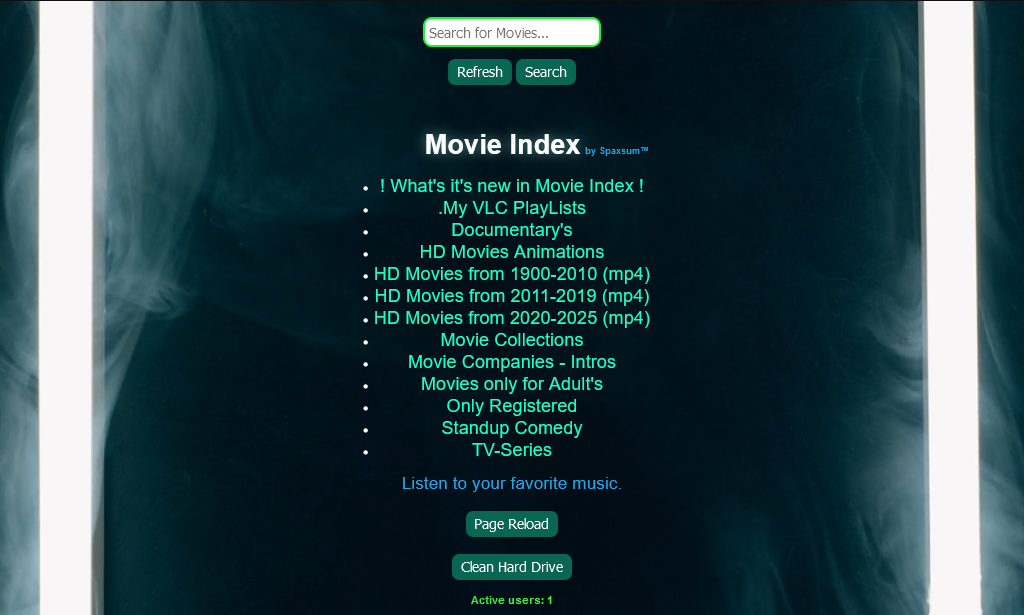 Search for Movies...
Refresh Search
Movie Index by Spaxsum™
! What's it's new in Movie Index !
.My VLC PlayLists
Documentary's
HD Movies Animations
HD Movies from 1900-2010 (mp4)
HD Movies from 2011-2019 (mp4)
HD Movies from 2020-2025 (mp4)
Movie Collections
Movie Companies - Intros
Movies only for Adult's
Only Registered
Standup Comedy
TV-Series
Listen to your favorite music.
Page Reload
Clean Hard Drive
Active users: 1